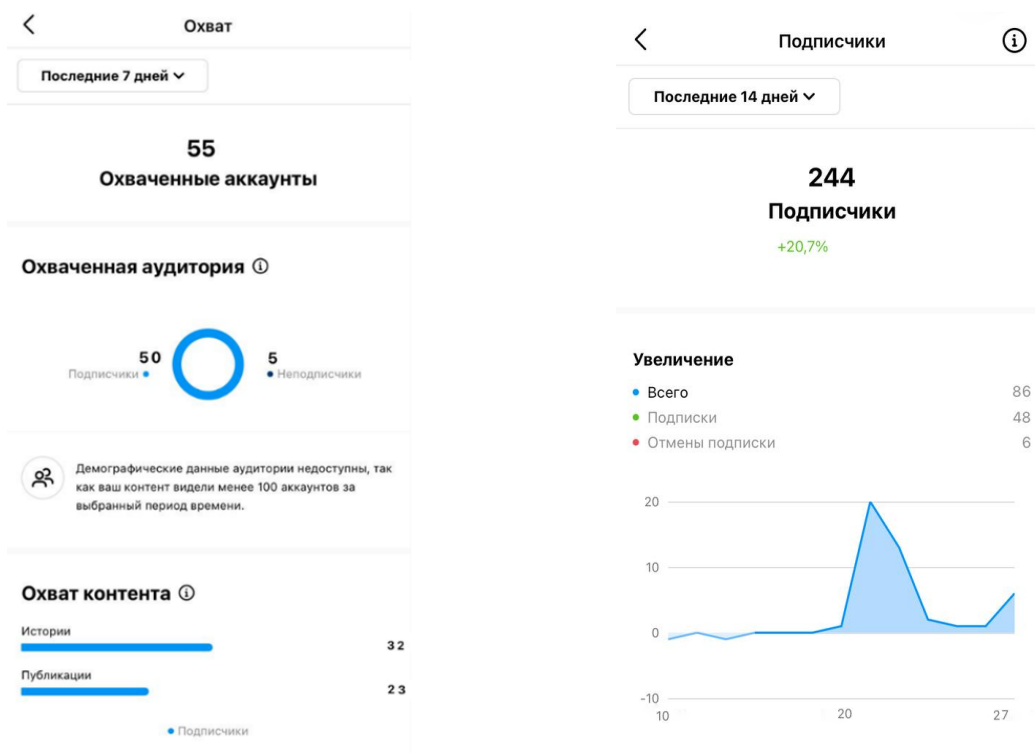 Охват
Последние 7 дней
55
Охваченные аккаунты
Охваченная аудитория
50
Подписчики
5
Неподписчики
Демографические данные аудитории недоступны, так
как ваш контент видели менее 100 аккаунтов за
выбранный период времени.
Охват контента
Истории
32
Публикации
23
Подписчики
Подписчики
Последние 14 дней
244
Подписчики
+20,7%
Увеличение
Всего 86
Подписки 48
Отмены подписки 6
20
10
0
-10
10 20 27